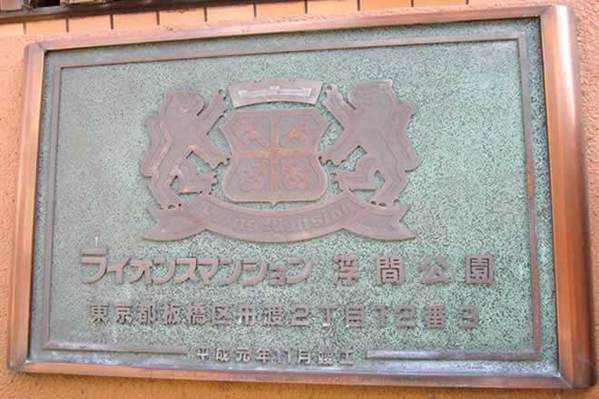 Lions Mansion
ライオンズマンション 浮間公園
東京都板橋区舟渡2丁目12番9
平成元年11月竣工